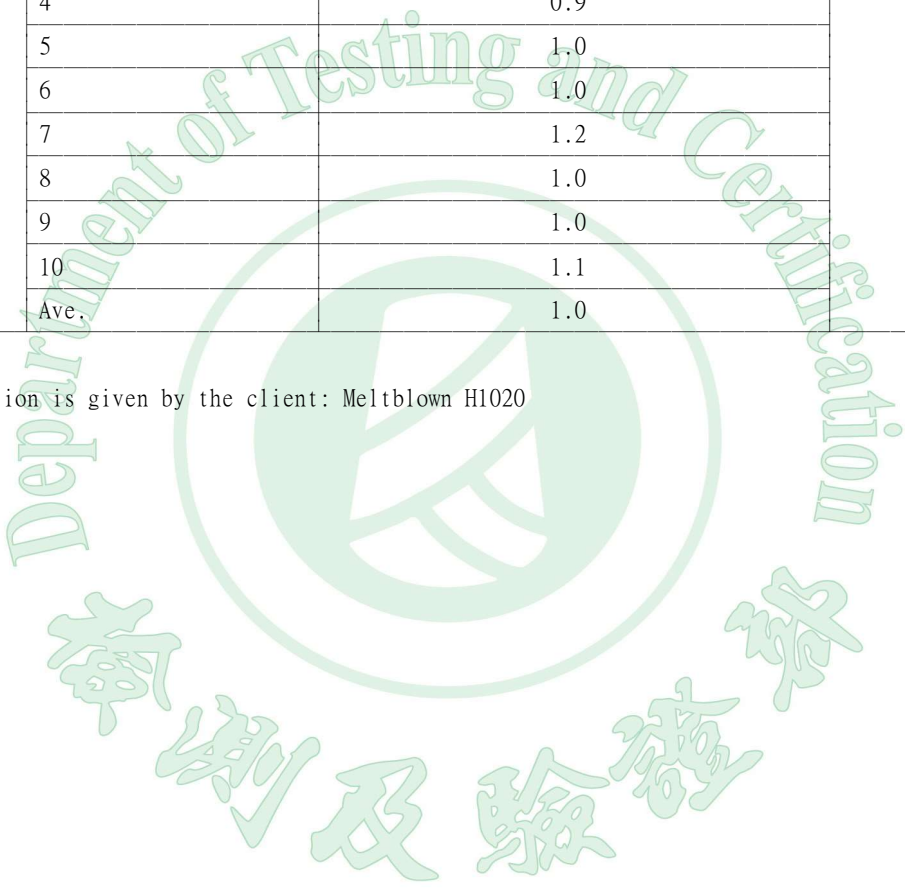 4 0.9
5 1.0
6 1.0
7 1.2
8 1.0
9 1.0
10 1.1
Ave. 1.0
ion is given by the client: Meltblown H1020
Department of Testing and Certification
檢測及驗證部